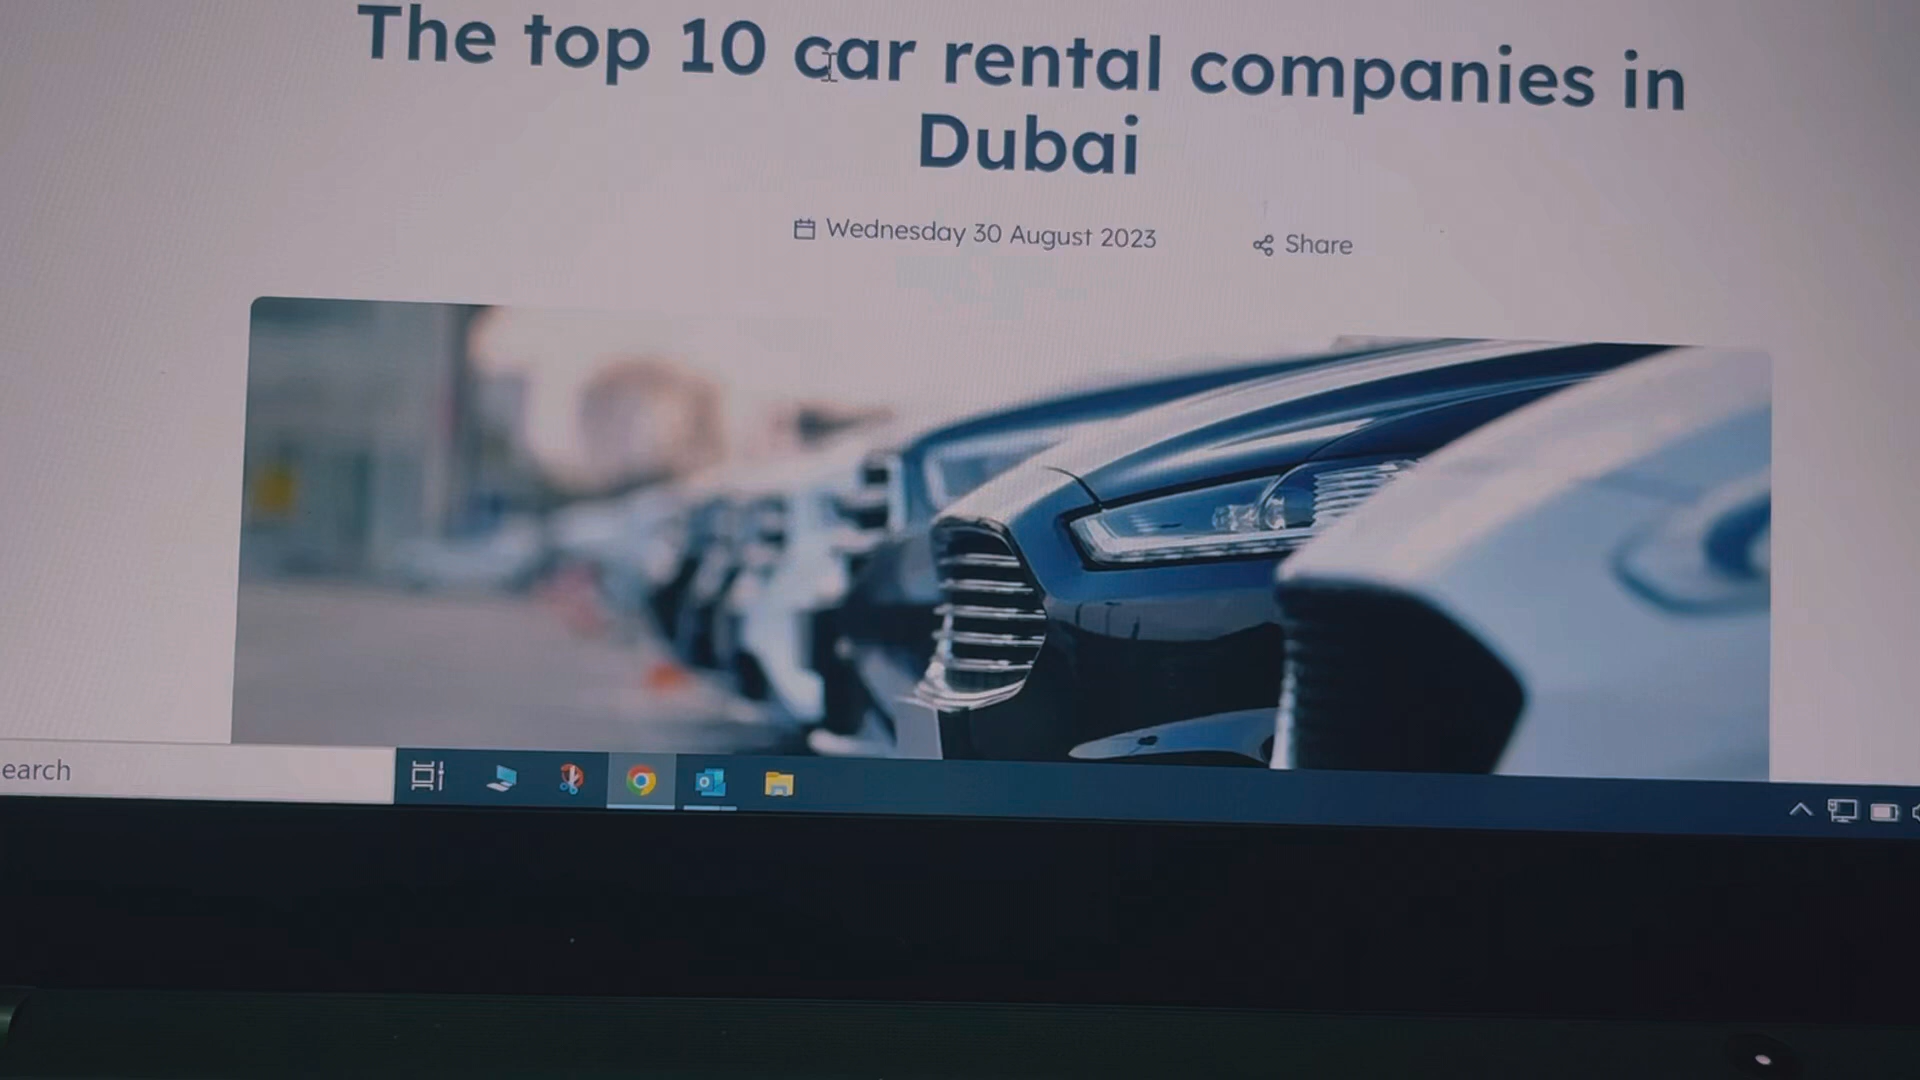 The top 10 car rental companies in
Dubai
Wednesday 30 August 2023
Share
earch